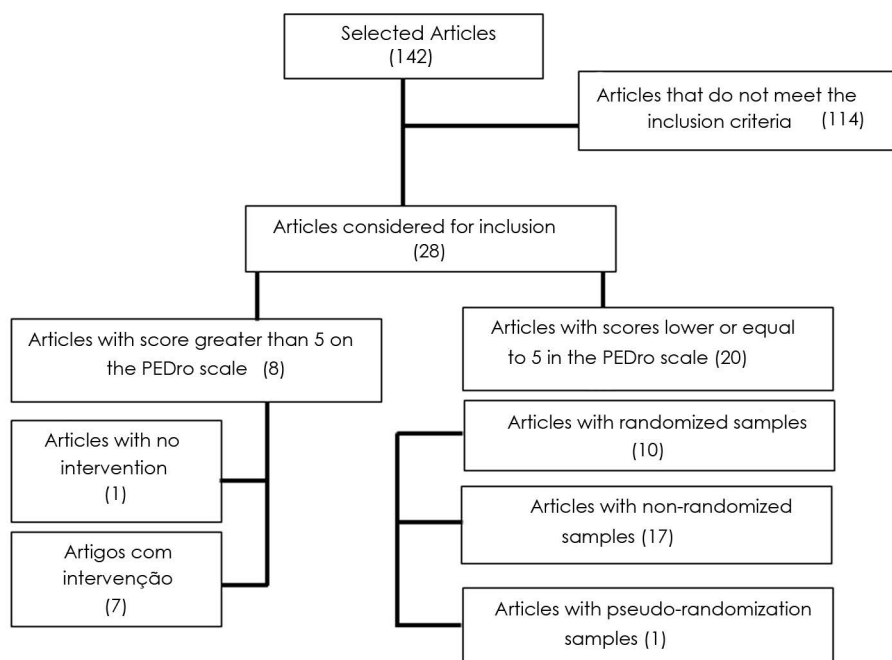 Selected Articles
(142)
Articles that do not meet the
inclusion criteria (114)
Articles considered for inclusion
(28)
Articles with score greater than 5 on
the PEDro scale (8)
Articles with scores lower or equal
to 5 in the PEDro scale (20)
Articles with no
intervention
(1)
Artigos com
intervenção
(7)
Articles with randomized samples
(10)
Articles with non-randomized
samples (17)
Articles with pseudo-randomization
samples (1)